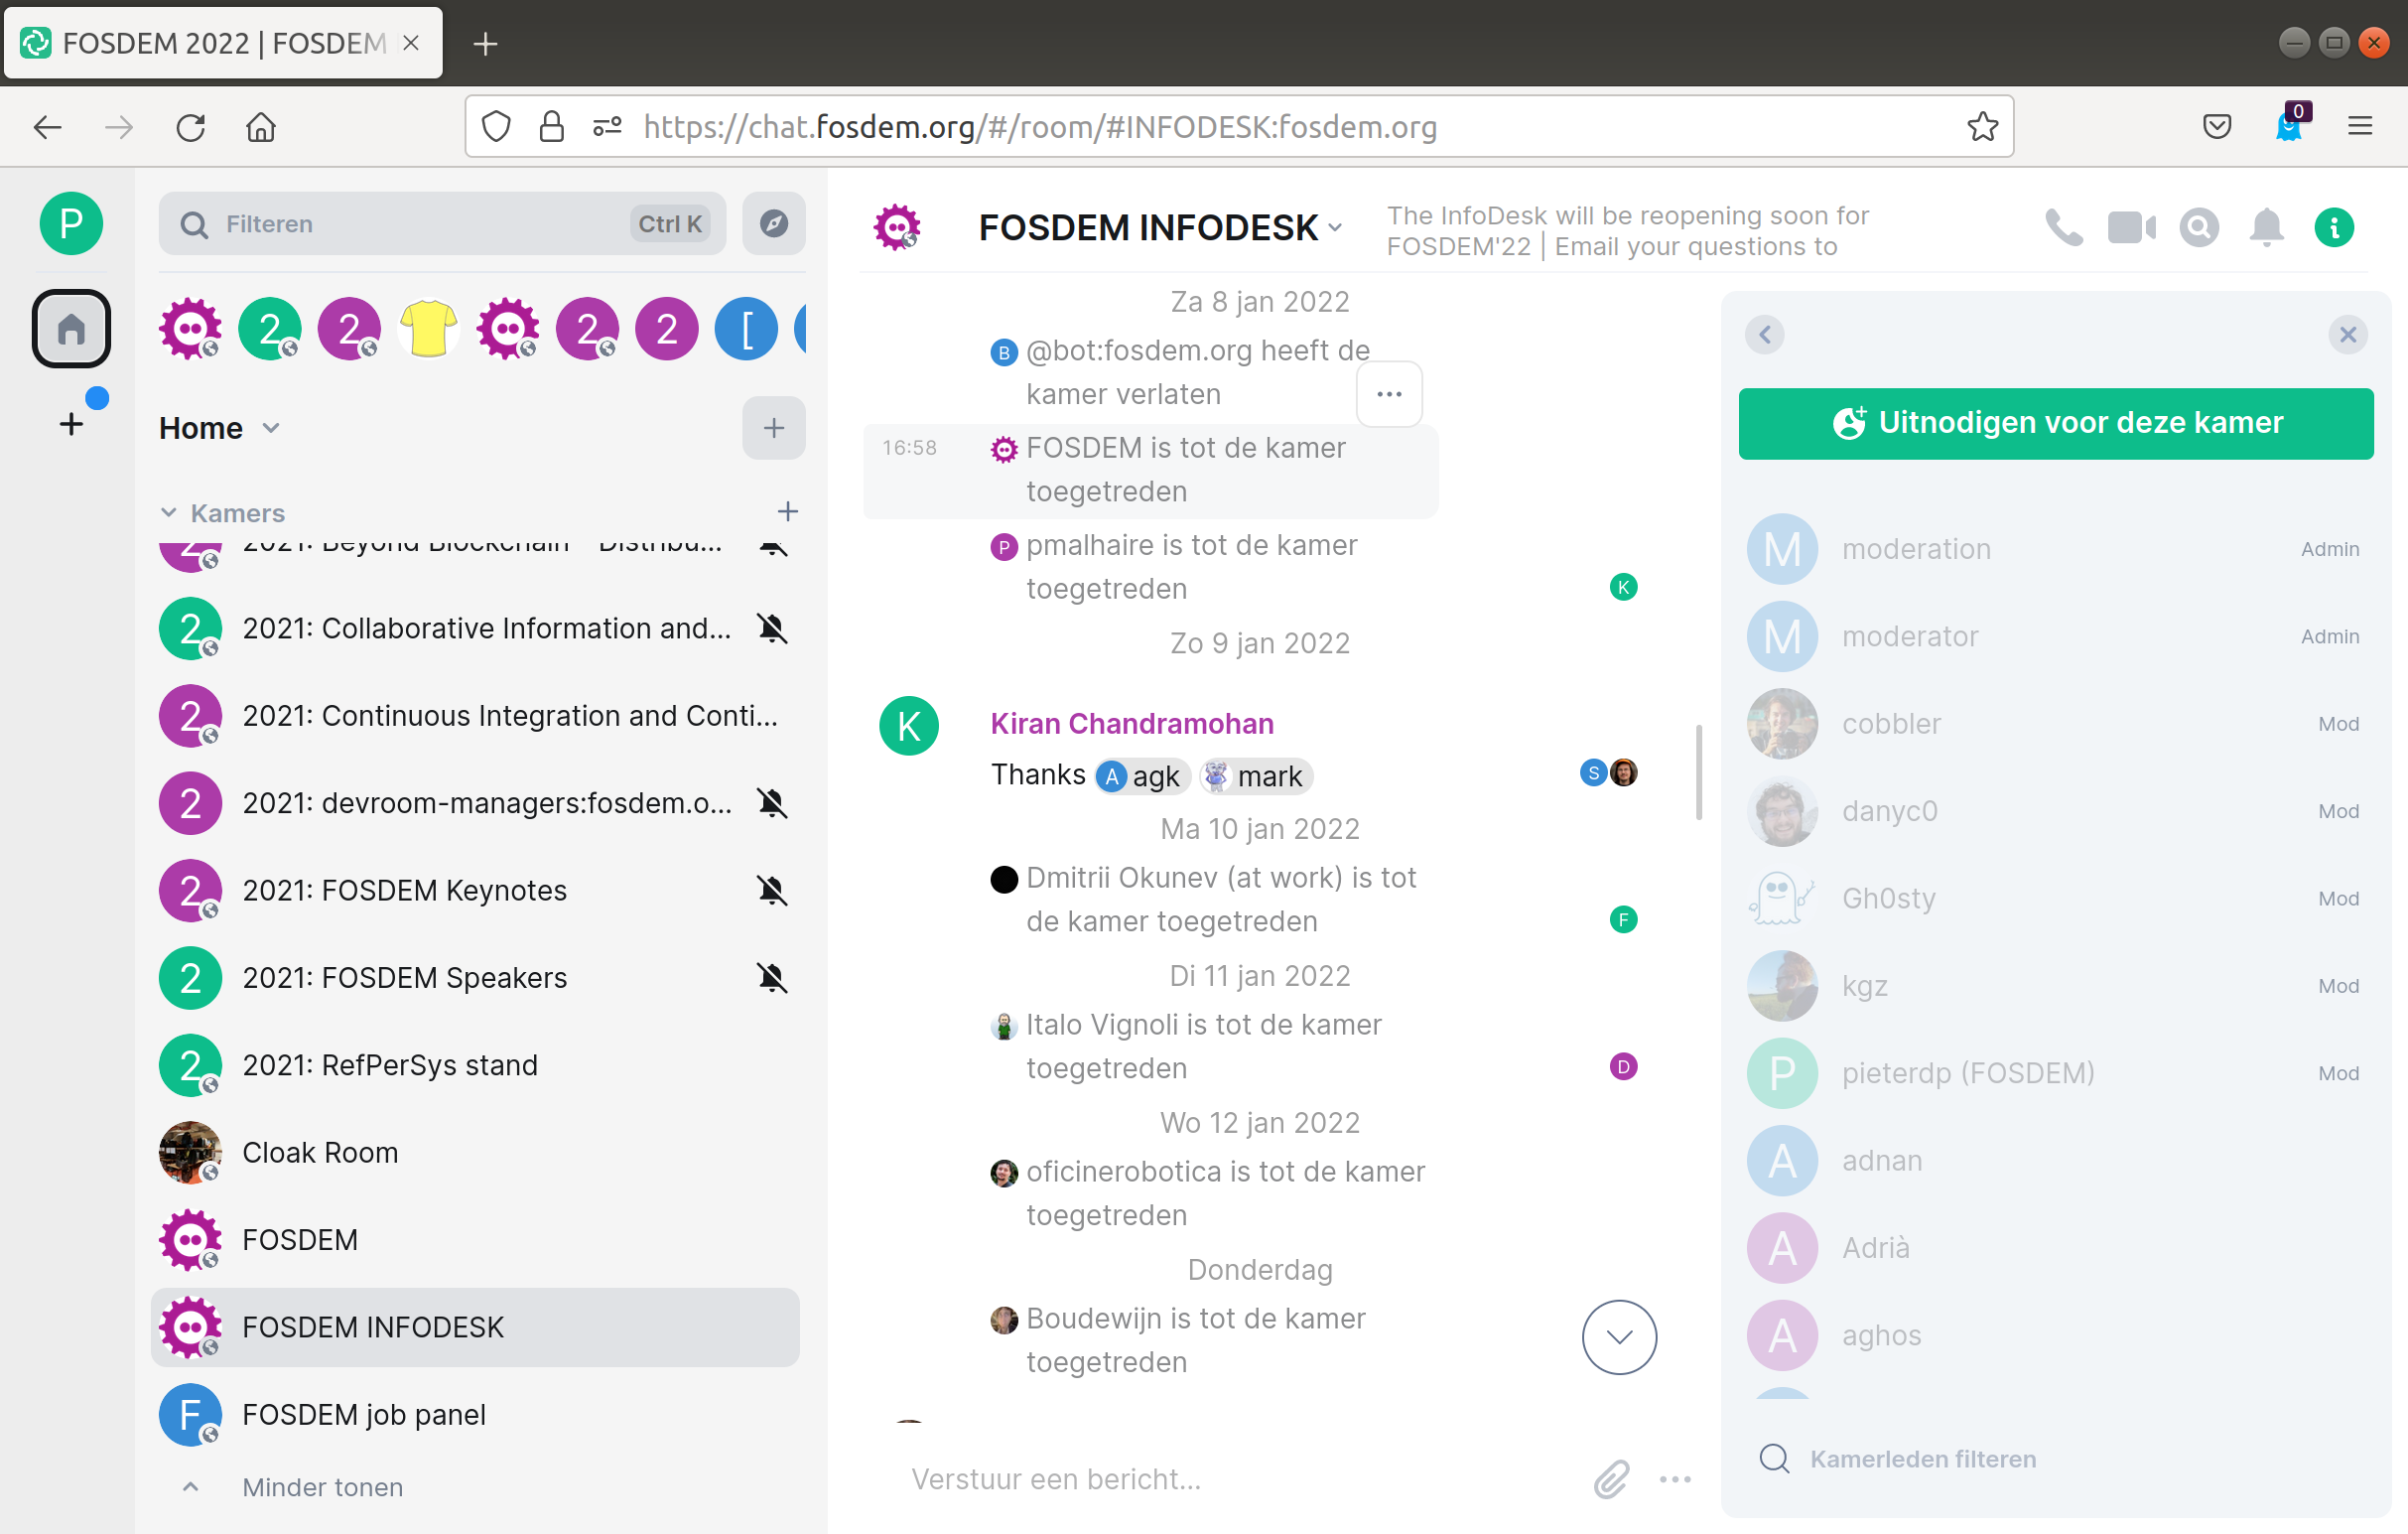 FOSDEM 2022 | FOSDEM
https://chat.fosdem.org/#/room/#INFODESK:fosdem.org
0
P
Filteren
Ctrl K
2
2
2
2
[
Home
Kamers
2021: Beyond Blockchain - Distribu...
2 2021: Collaborative Information and...
2 2021: Continuous Integration and Conti...
2 2021: devroom-managers:fosdem.o...
2 2021: FOSDEM Keynotes
2 2021: FOSDEM Speakers
2 2021: RefPerSys stand
Cloak Room
FOSDEM
FOSDEM INFODESK
F FOSDEM job panel
Minder tonen
FOSDEM INFODESK
The InfoDesk will be reopening soon for
FOSDEM'22 | Email your questions to
Za 8 jan 2022
B @bot:fosdem.org heeft de
kamer verlaten
16:58 FOSDEM is tot de kamer
toegetreden
P pmalhaire is tot de kamer
toegetreden
K
Zo 9 jan 2022
K Kiran Chandramohan
Thanks A agk mark
S
Ma 10 jan 2022
Dmitrii Okunev (at work) is tot
de kamer toegetreden
F
Di 11 jan 2022
Italo Vignoli is tot de kamer
toegetreden
D
Wo 12 jan 2022
oficinerobotica is tot de kamer
toegetreden
Donderdag
Boudewijn is tot de kamer
toegetreden
Verstuur een bericht...
Uitnodigen voor deze kamer
M moderation Admin
M moderator Admin
cobbler Mod
danyc0 Mod
Gh0sty Mod
kgz Mod
P pieterdp (FOSDEM) Mod
A adnan
A Adrià
A aghos
Kamerleden filteren